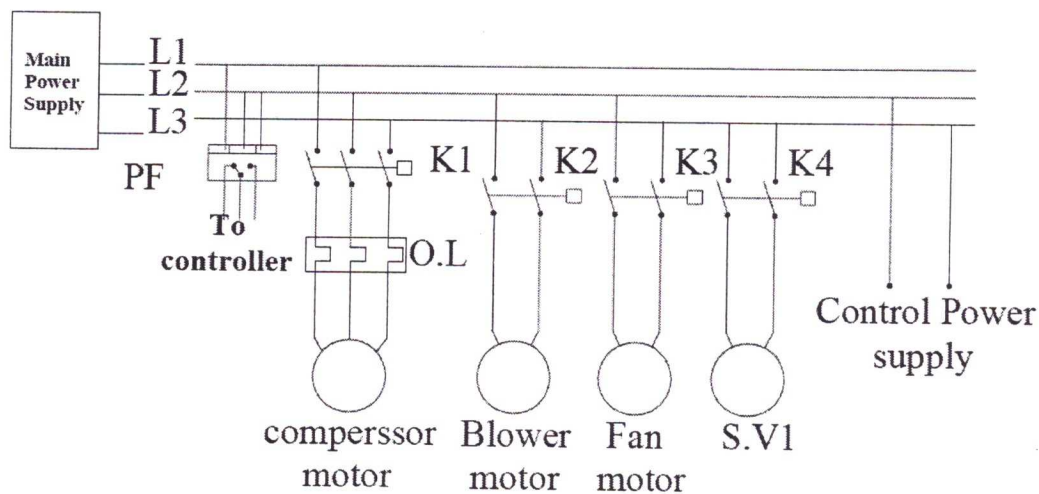 Main
Power
Supply
L1
L2
L3
PF
To
controller
K1
K2
K3
K4
O.L
Control Power
supply
comperssor
motor
Blower
motor
Fan
motor
S.V1